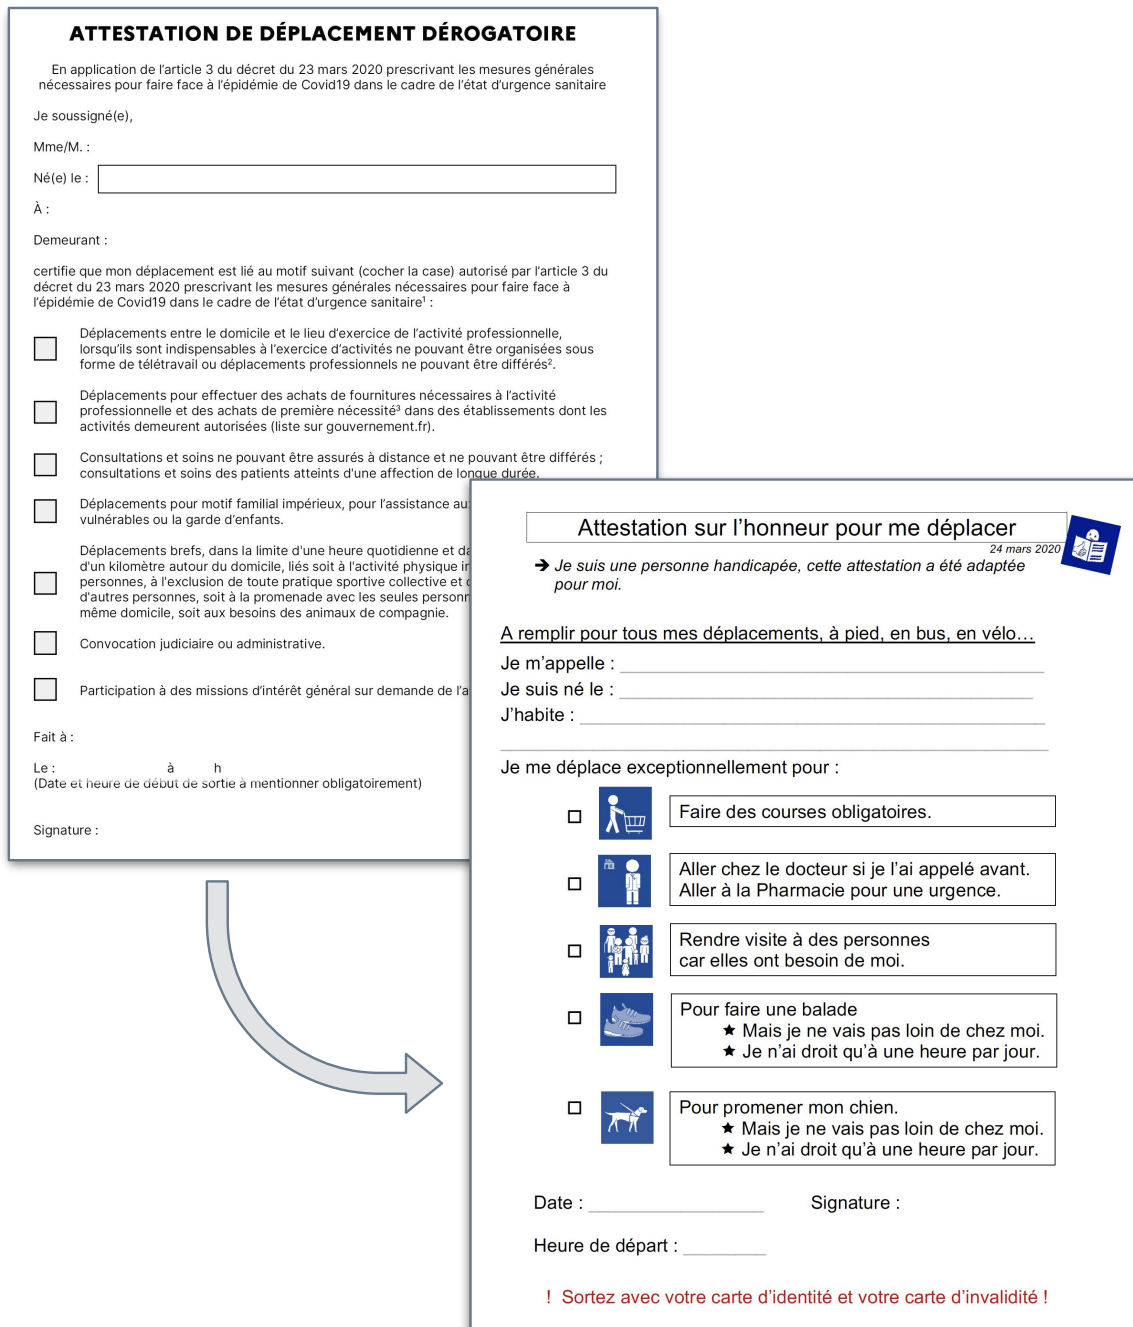 ATTESTATION DE DÉPLACEMENT DÉROGATOIRE
En application de l’article 3 du décret du 23 mars 2020 prescrivant les mesures générales
nécessaires pour faire face à l’épidémie de Covid19 dans le cadre de l’état d’urgence sanitaire
Je soussigné(e),
Mme/M. :
Né(e) le :
À :
Demeurant :
certifie que mon déplacement est lié au motif suivant (cocher la case) autorisé par l’article 3 du
décret du 23 mars 2020 prescrivant les mesures générales nécessaires pour faire face à
l’épidémie de Covid19 dans le cadre de l’état d’urgence sanitaire¹ :
Déplacements entre le domicile et le lieu d’exercice de l’activité professionnelle,
lorsqu’ils sont indispensables à l’exercice d’activités ne pouvant être organisées sous
forme de télétravail ou déplacements professionnels ne pouvant être différés².
Déplacements pour effectuer des achats de fournitures nécessaires à l’activité
professionnelle et des achats de première nécessité³ dans des établissements dont les
activités demeurent autorisées (liste sur gouvernement.fr).
Consultations et soins ne pouvant être assurés à distance et ne pouvant être différés ;
consultations et soins des patients atteints d'une affection de longue durée.
Déplacements pour motif familial impérieux, pour l’assistance au
vulnérables ou la garde d’enfants.
Déplacements brefs, dans la limite d'une heure quotidienne et da
d'un kilomètre autour du domicile, liés soit à l'activité physique in
personnes, à l'exclusion de toute pratique sportive collective et
d'autres personnes, soit à la promenade avec les seules person
même domicile, soit aux besoins des animaux de compagnie.
Convocation judiciaire ou administrative.
Participation à des missions d’intérêt général sur demande de l’a
Fait à :
Le : à h
(Date et heure de début de sortie à mentionner obligatoirement)
Signature :
Attestation sur l’honneur pour me déplacer
24 mars 2020
➔ Je suis une personne handicapée, cette attestation a été adaptée
pour moi.
A remplir pour tous mes déplacements, à pied, en bus, en vélo…
Je m’appelle :
Je suis né le :
J’habite :
Je me déplace exceptionnellement pour :
Faire des courses obligatoires.
Aller chez le docteur si je l’ai appelé avant.
Aller à la Pharmacie pour une urgence.
Rendre visite à des personnes
car elles ont besoin de moi.
Pour faire une balade
★ Mais je ne vais pas loin de chez moi.
★ Je n’ai droit qu’à une heure par jour.
Pour promener mon chien.
★ Mais je ne vais pas loin de chez moi.
★ Je n’ai droit qu’à une heure par jour.
Date : Signature :
Heure de départ :
! Sortez avec votre carte d’identité et votre carte d’invalidité !